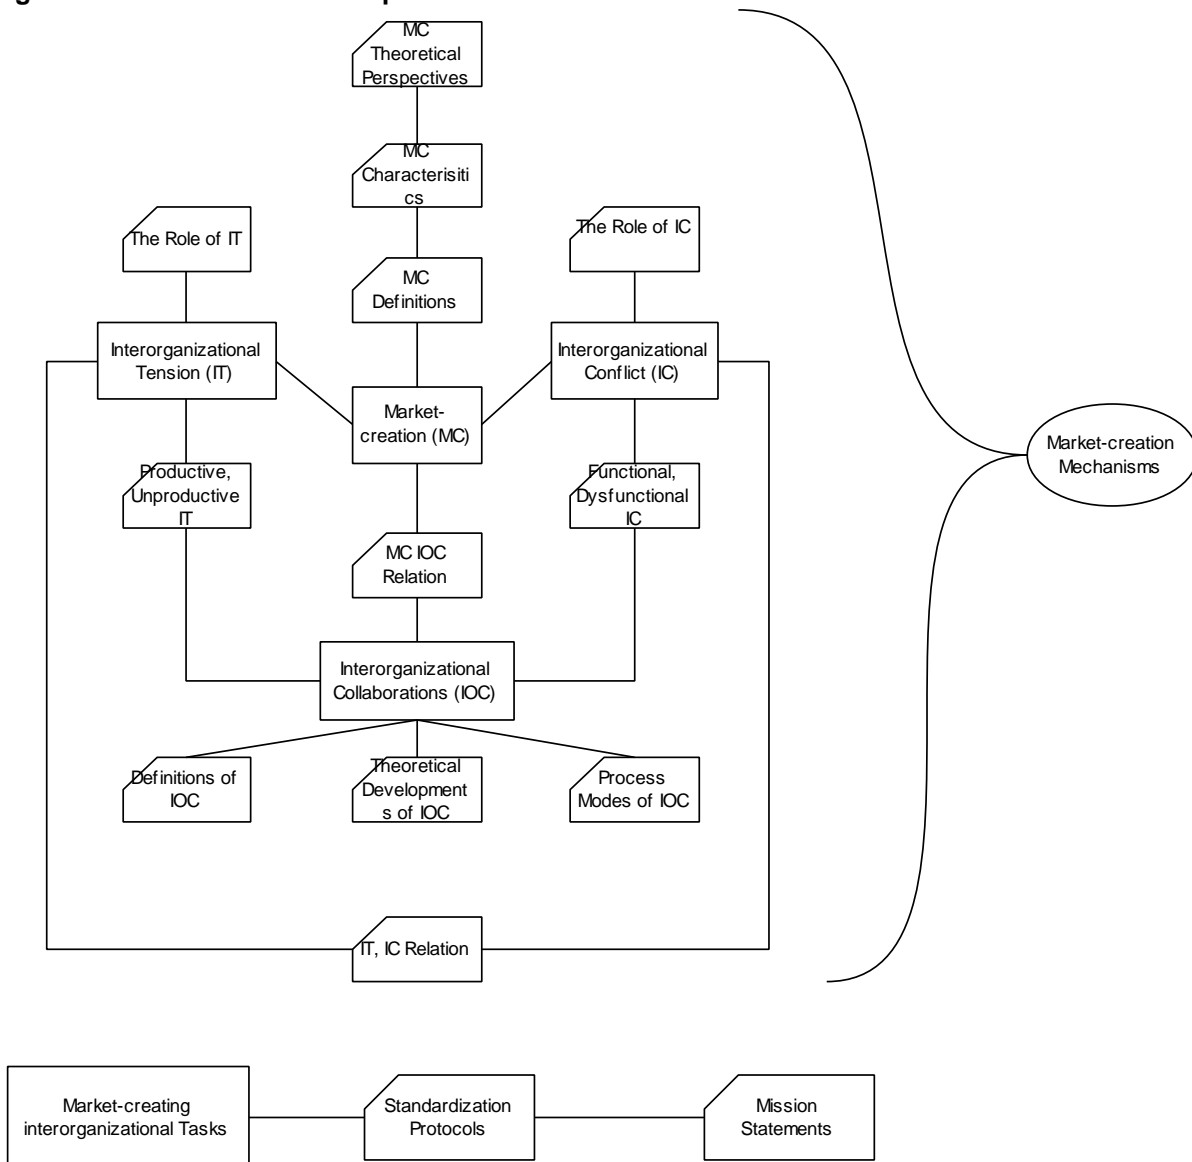 MC
Theoretical
Perspectives
MC
Characterisiti
cs
The Role of IT
The Role of IC
MC
Definitions
Interorganizational
Tension (IT)
Interorganizational
Conflict (IC)
Market-
creation (MC)
Market-creation
Mechanisms
Productive,
Unproductive
IT
Functional,
Dysfunctional
IC
MC IOC
Relation
Interorganizational
Collaborations (IOC)
Definitions of
IOC
Theoretical
Development
s of IOC
Process
Modes of IOC
IT, IC Relation
Market-creating
interorganizational Tasks
Standardization
Protocols
Mission
Statements